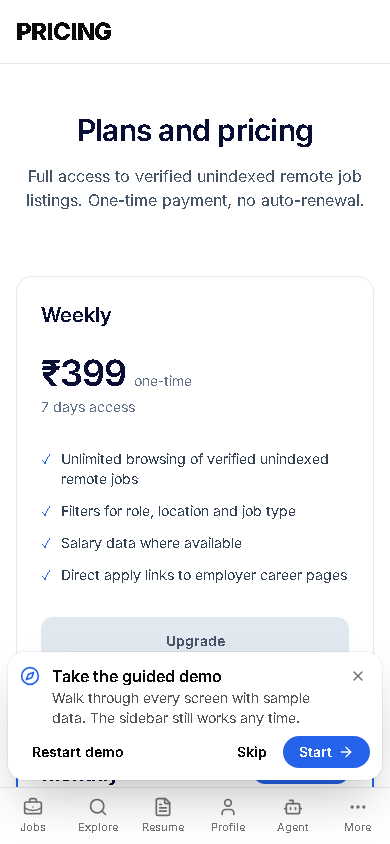 PRICING
Plans and pricing
Full access to verified unindexed remote job
listings. One-time payment, no auto-renewal.
Weekly
₹399 one-time
7 days access
✓ Unlimited browsing of verified unindexed
remote jobs
✓ Filters for role, location and job type
✓ Salary data where available
✓ Direct apply links to employer career pages
Upgrade
Take the guided demo
Walk through every screen with sample
data. The sidebar still works any time.
Restart demo Skip Start →
Jobs Explore Resume Profile Agent More